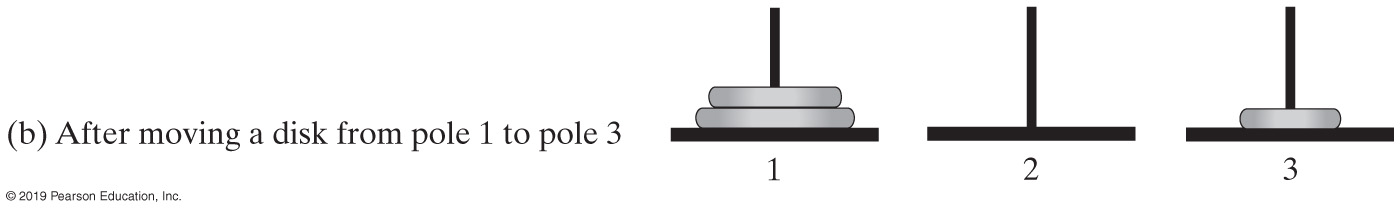 (b) After moving a disk from pole 1 to pole 3
1 2 3
© 2019 Pearson Education, Inc.